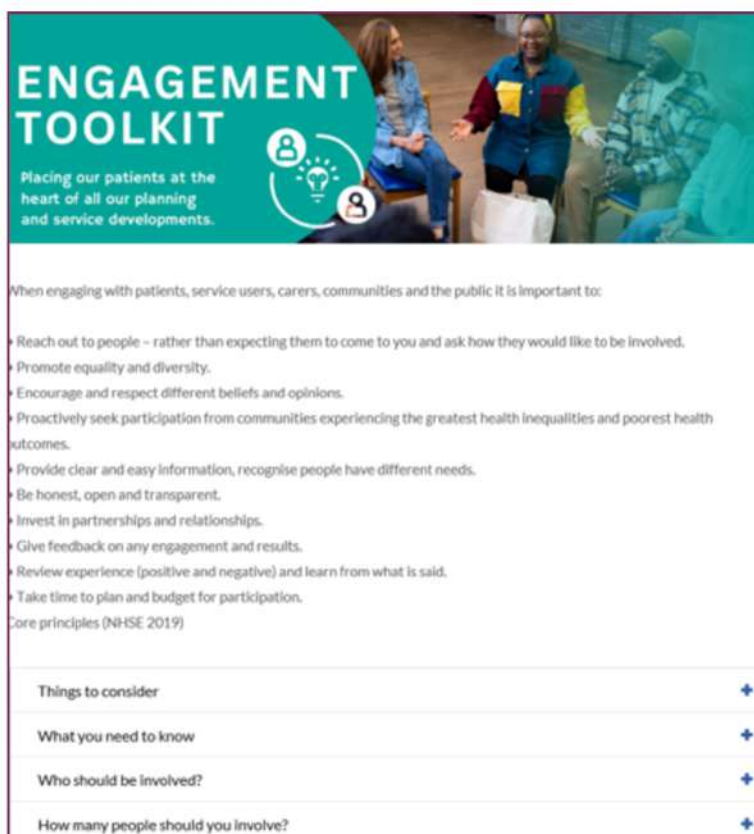 ENGAGEMENT
TOOLKIT
Placing our patients at the
heart of all our planning
and service developments.
When engaging with patients, service users, carers, communities and the public it is important to:
• Reach out to people – rather than expecting them to come to you and ask how they would like to be involved.
• Promote equality and diversity.
• Encourage and respect different beliefs and opinions.
• Proactively seek participation from communities experiencing the greatest health inequalities and poorest health
outcomes.
• Provide clear and easy information, recognise people have different needs.
• Be honest, open and transparent.
• Invest in partnerships and relationships.
• Give feedback on any engagement and results.
• Review experience (positive and negative) and learn from what is said.
• Take time to plan and budget for participation.
Core principles (NHSE 2019)
Things to consider
What you need to know
Who should be involved?
How many people should you involve?